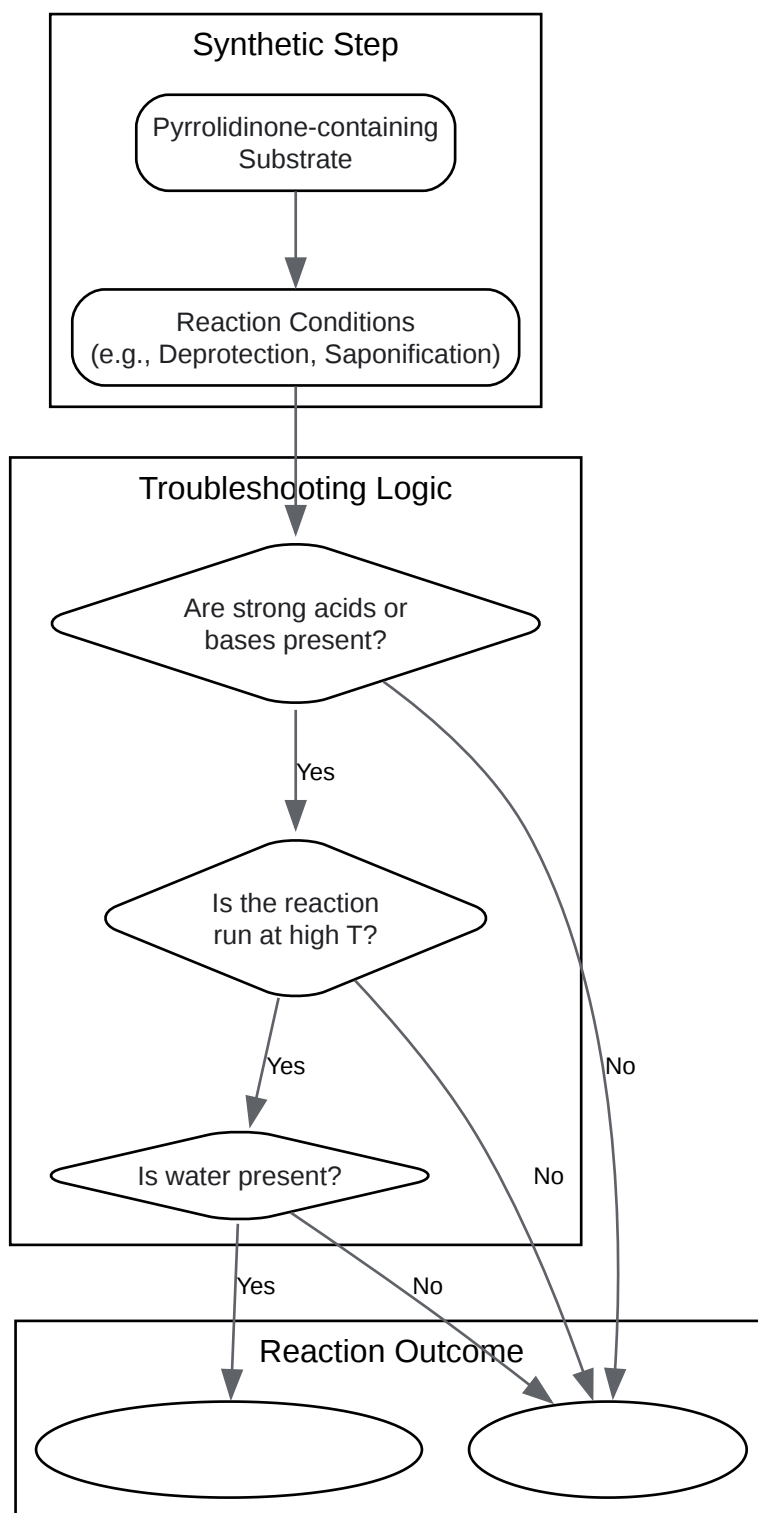 Synthetic Step
Pyrrolidinone-containing
Substrate
Reaction Conditions
(e.g., Deprotection, Saponification)
Troubleshooting Logic
Are strong acids or
bases present?
Yes
Is the reaction
run at high T?
Yes
No
Is water present?
No
Yes
No
Reaction Outcome